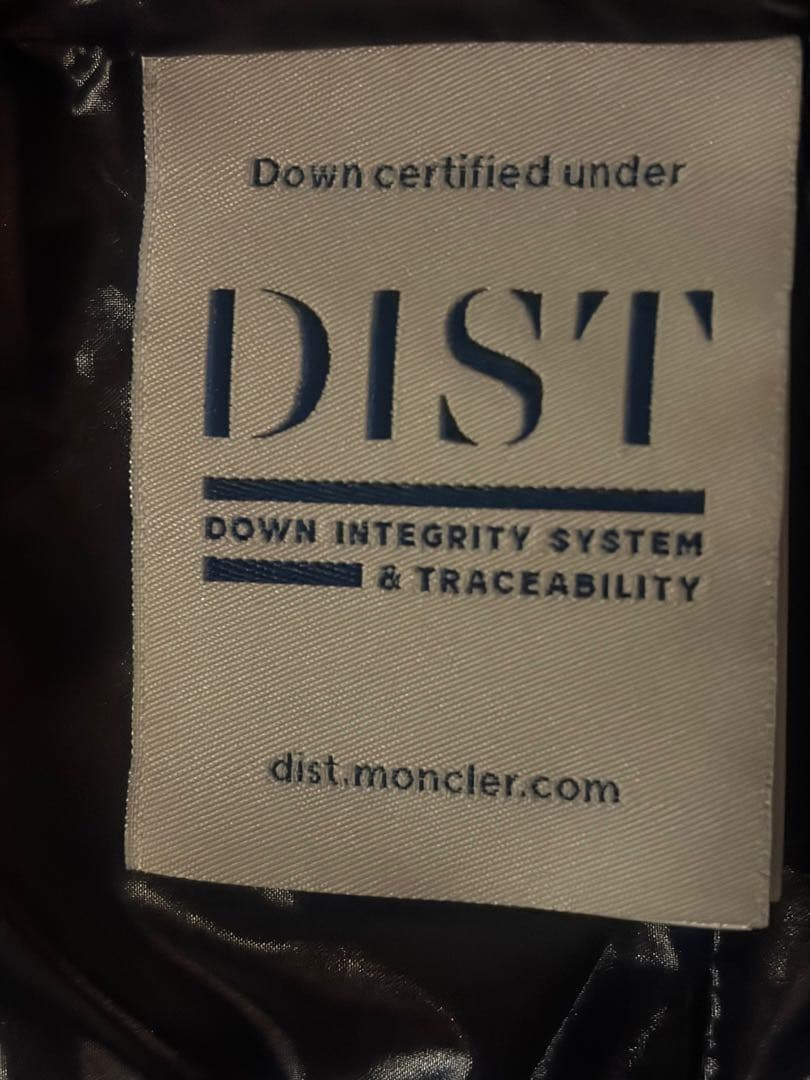 Down certified under
DIST
DOWN INTEGRITY SYSTEM
& TRACEABILITY
dist.moncler.com